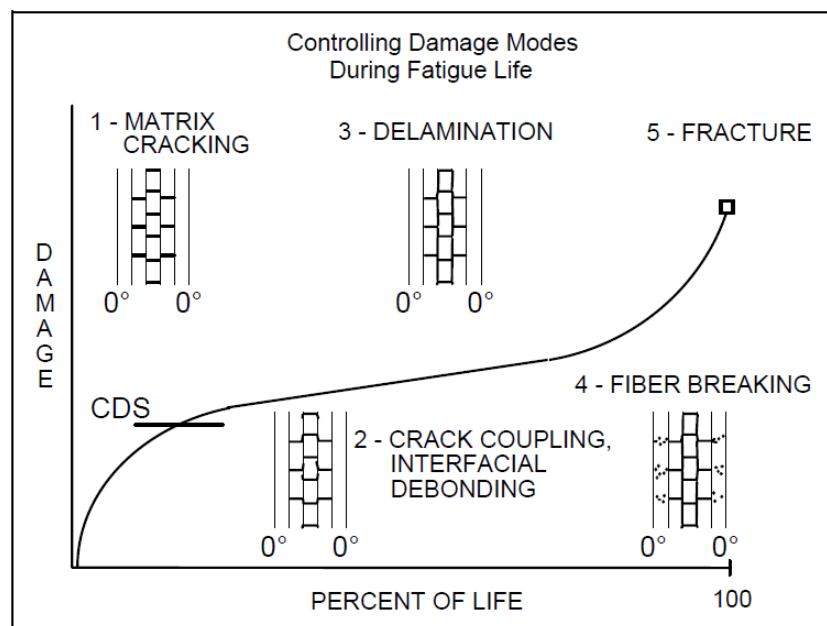 Controlling Damage Modes
During Fatigue Life
1 - MATRIX
CRACKING
3 - DELAMINATION
5 - FRACTURE
0° 0°
0° 0°
DAMAGE
CDS
2 - CRACK COUPLING,
INTERFACIAL
DEBONDING
4 - FIBER BREAKING
0° 0°
0° 0°
PERCENT OF LIFE
100